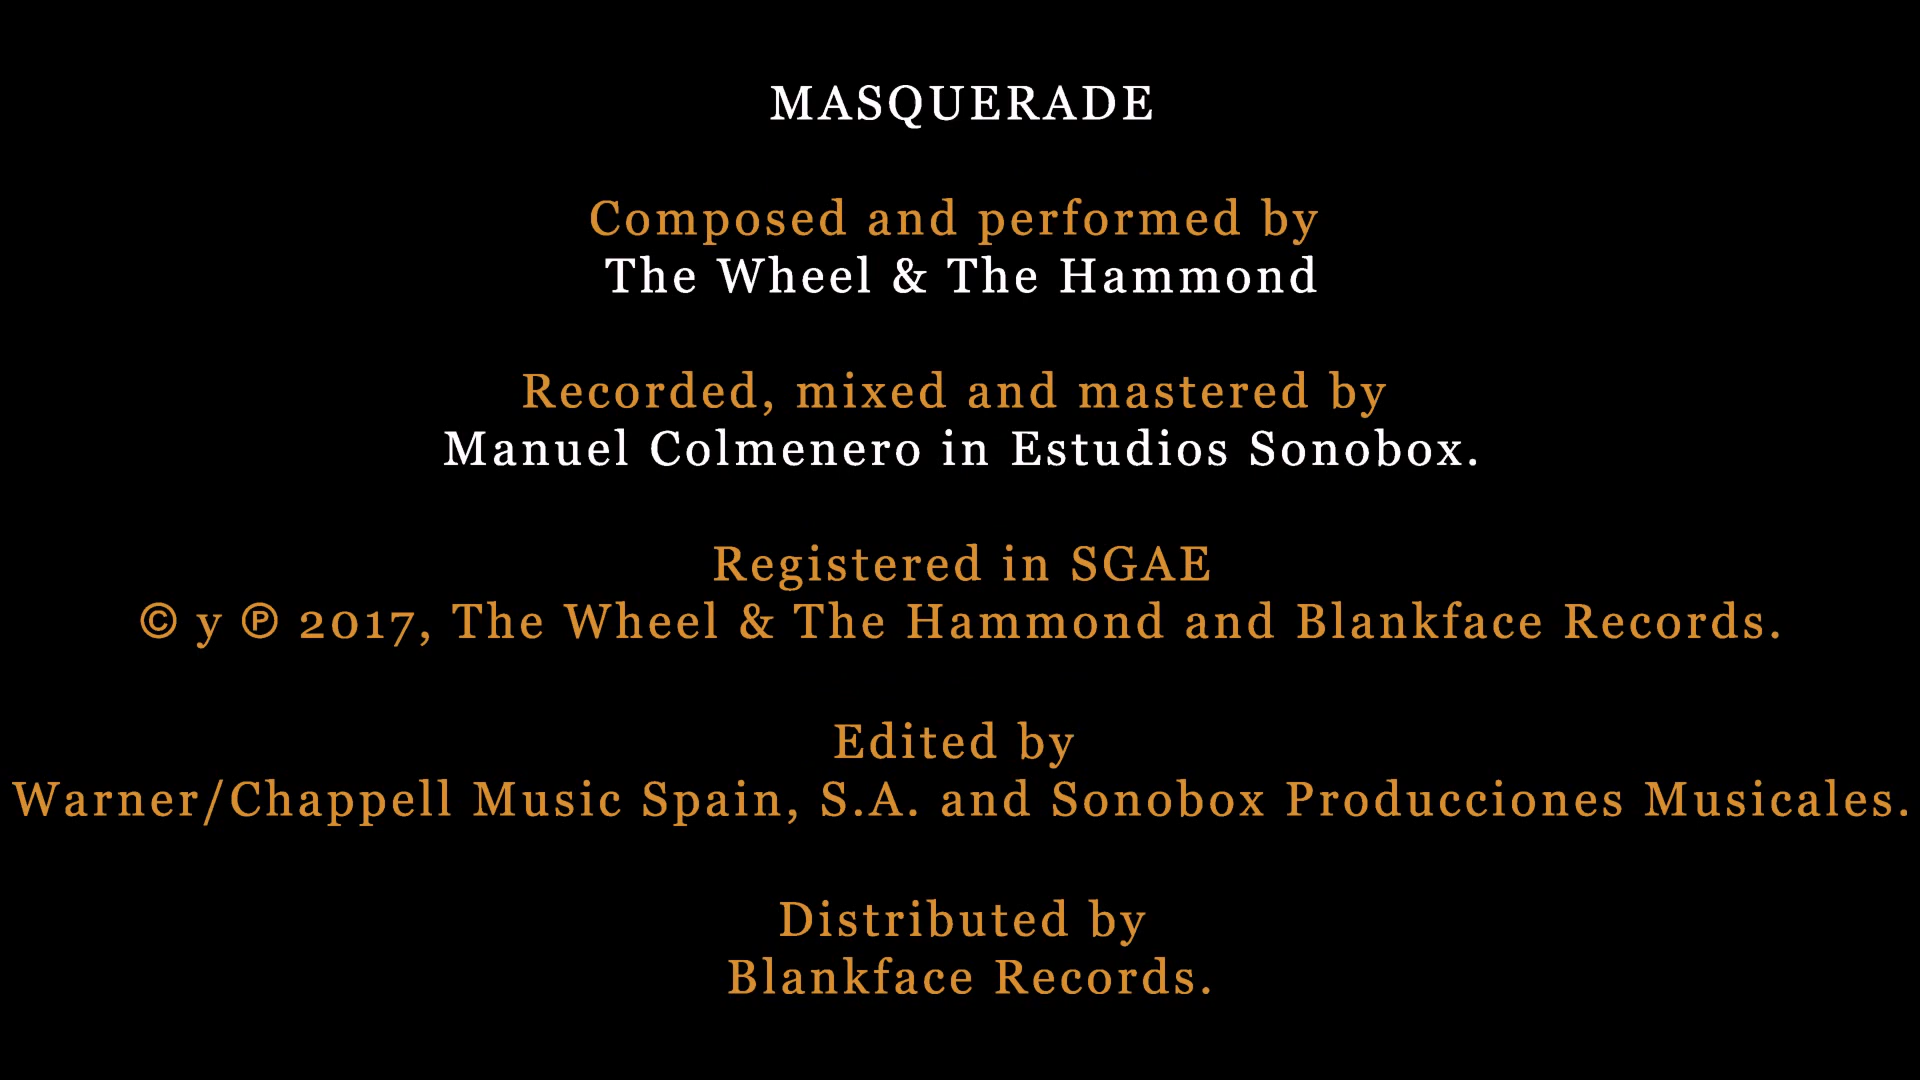 MASQUERADE
Composed and performed by
The Wheel & The Hammond
Recorded, mixed and mastered by
Manuel Colmenero in Estudios Sonobox.
Registered in SGAE
© y ℗ 2017, The Wheel & The Hammond and Blankface Records.
Edited by
Warner/Chappell Music Spain, S.A. and Sonobox Producciones Musicales.
Distributed by
Blankface Records.